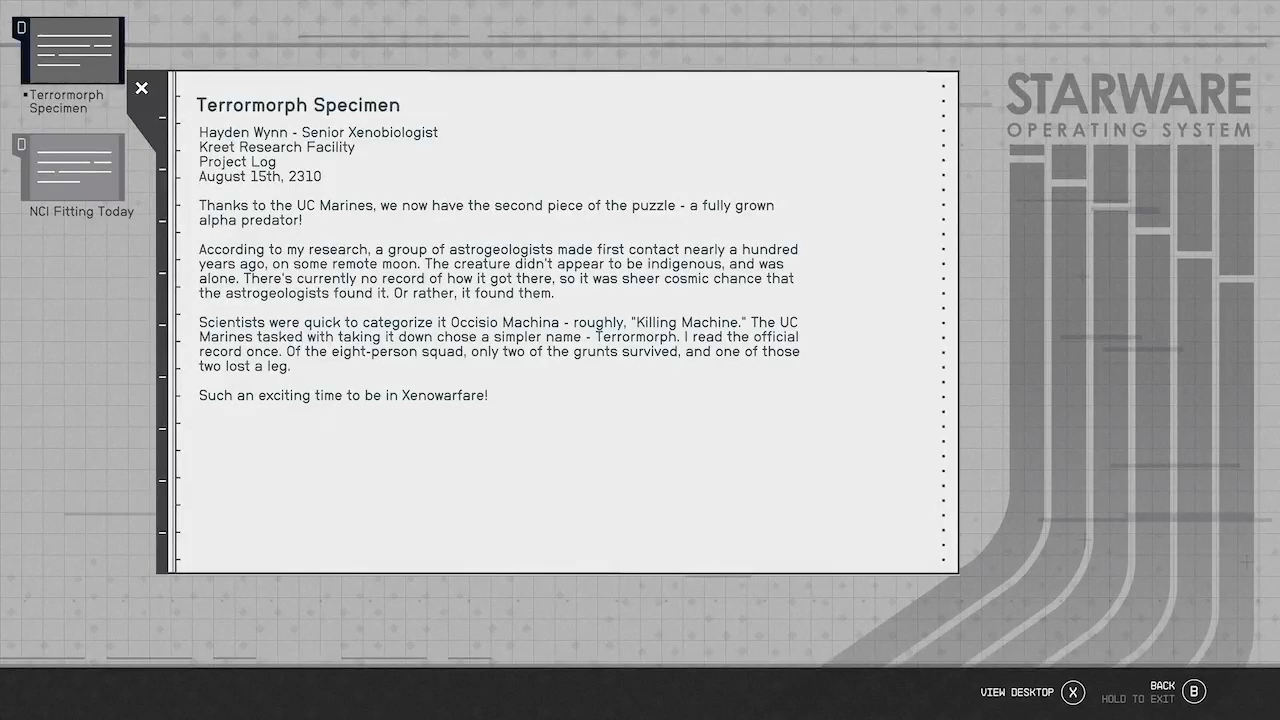 D
Terrormorph
Specimen
D
NCI Fitting Today
Terrormorph Specimen
Hayden Wynn - Senior Xenobiologist
Kreet Research Facility
Project Log
August 15th, 2310
Thanks to the UC Marines, we now have the second piece of the puzzle - a fully grown
alpha predator!
According to my research, a group of astrogeologists made first contact nearly a hundred
years ago, on some remote moon. The creature didn't appear to be indigenous, and was
alone. There's currently no record of how it got there, so it was sheer cosmic chance that
the astrogeologists found it. Or rather, it found them.
Scientists were quick to categorize it Occisio Machina - roughly, "Killing Machine." The UC
Marines tasked with taking it down chose a simpler name - Terrormorph. I read the official
record once. Of the eight-person squad, only two of the grunts survived, and one of those
two lost a leg.
Such an exciting time to be in Xenowarfare!
STARWARE
OPERATING SYSTEM
VIEW DESKTOP X
BACK B
HOLD TO EXIT